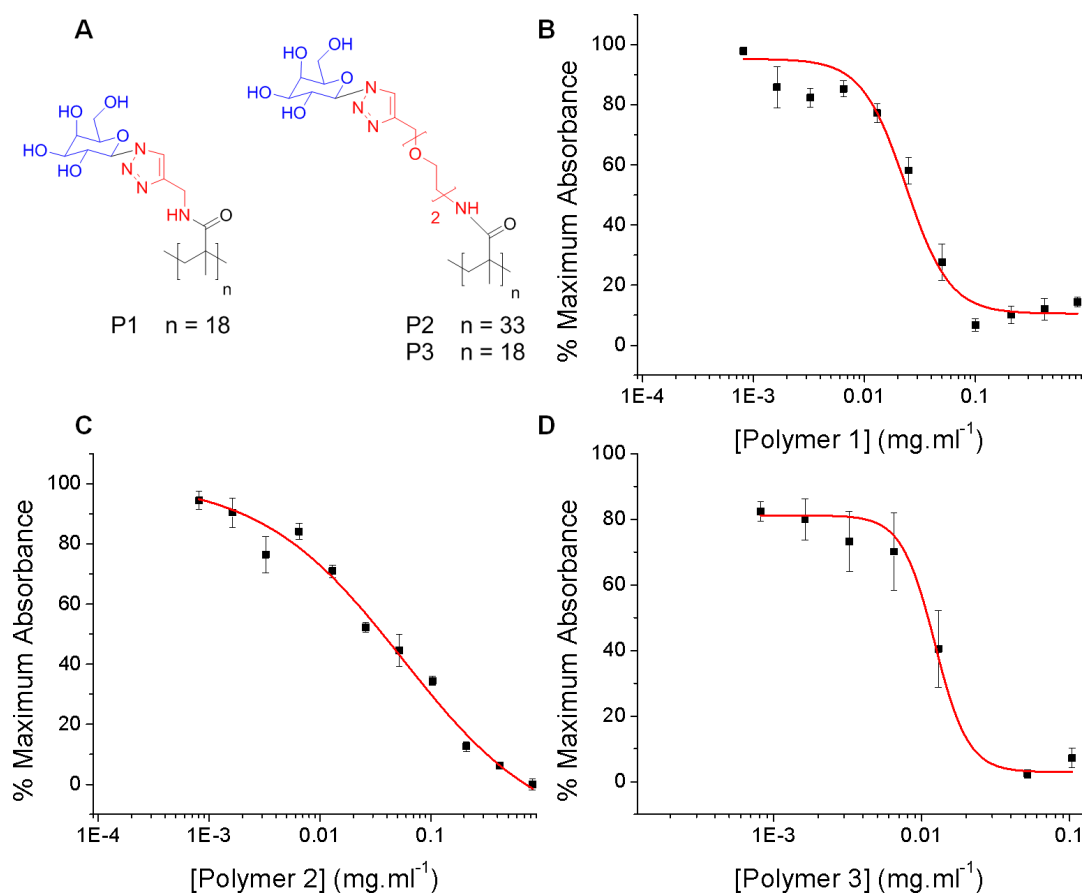 A
OH
HO
OH
O
HO
N
HO
N
N
HN
O
n
P1 n = 18
OH
HO
OH
O
HO
N
HO
N
N
O
2
NH
O
n
P2 n = 33
P3 n = 18
B
% Maximum Absorbance
100
80
60
40
20
0
1E-4 1E-3 0.01 0.1
[Polymer 1] (mg.ml-1)
C
% Maximum Absorbance
100
80
60
40
20
0
1E-4 1E-3 0.01 0.1
[Polymer 2] (mg.ml-1)
D
% Maximum Absorbance
100
80
60
40
20
0
1E-3 0.01 0.1
[Polymer 3] (mg.ml-1)